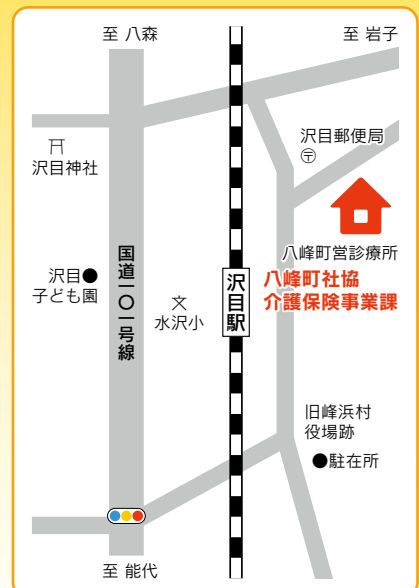 至 八森
至 岩子
沢目郵便局
〒
沢目神社
八峰町営診療所
八峰町社協
介護保険事業課
沢目●
子ども園
国道一〇一号線
文
水沢小
沢目駅
旧峰浜村
役場跡
●駐在所
至 能代